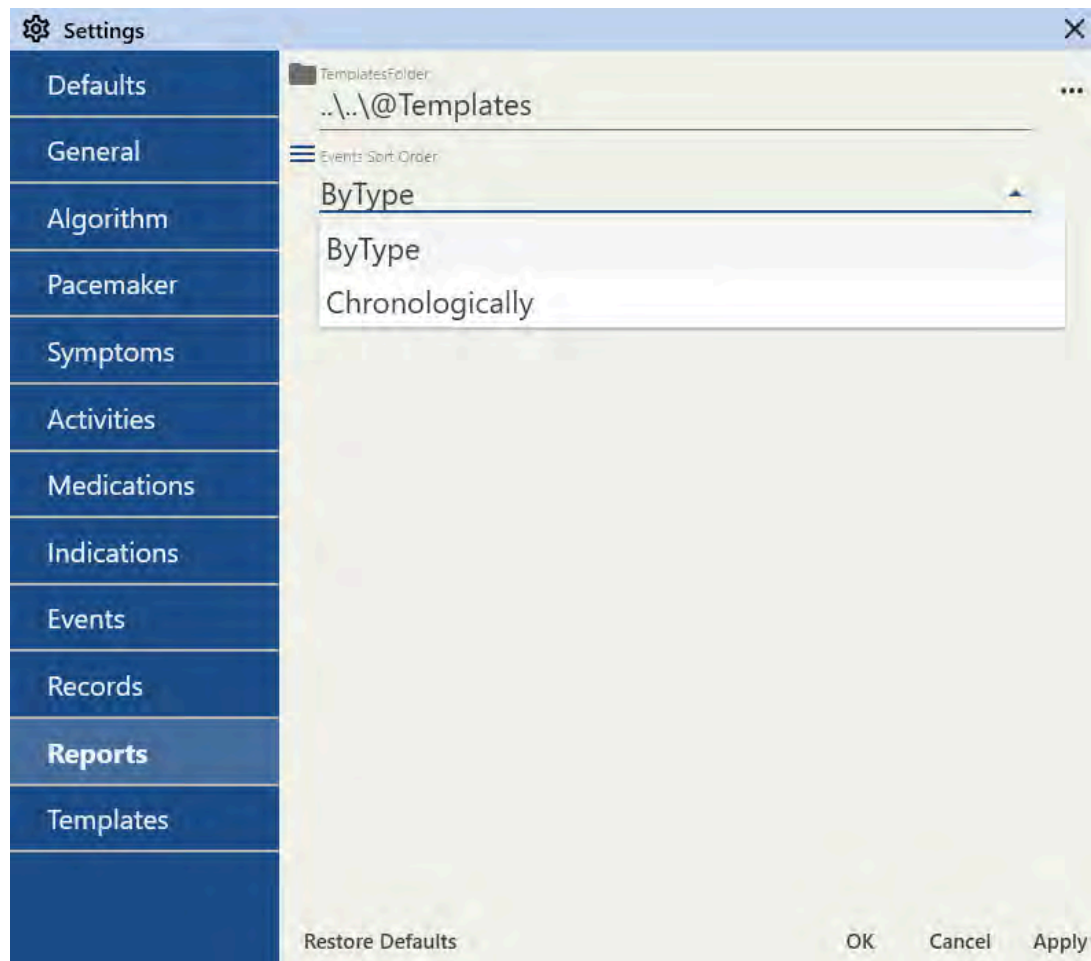 Settings
Defaults
General
Algorithm
Pacemaker
Symptoms
Activities
Medications
Indications
Events
Records
Reports
Templates
TemplatesFolder
..\..\@Templates
Events Sort Order
ByType
ByType
Chronologically
Restore Defaults
OK Cancel Apply